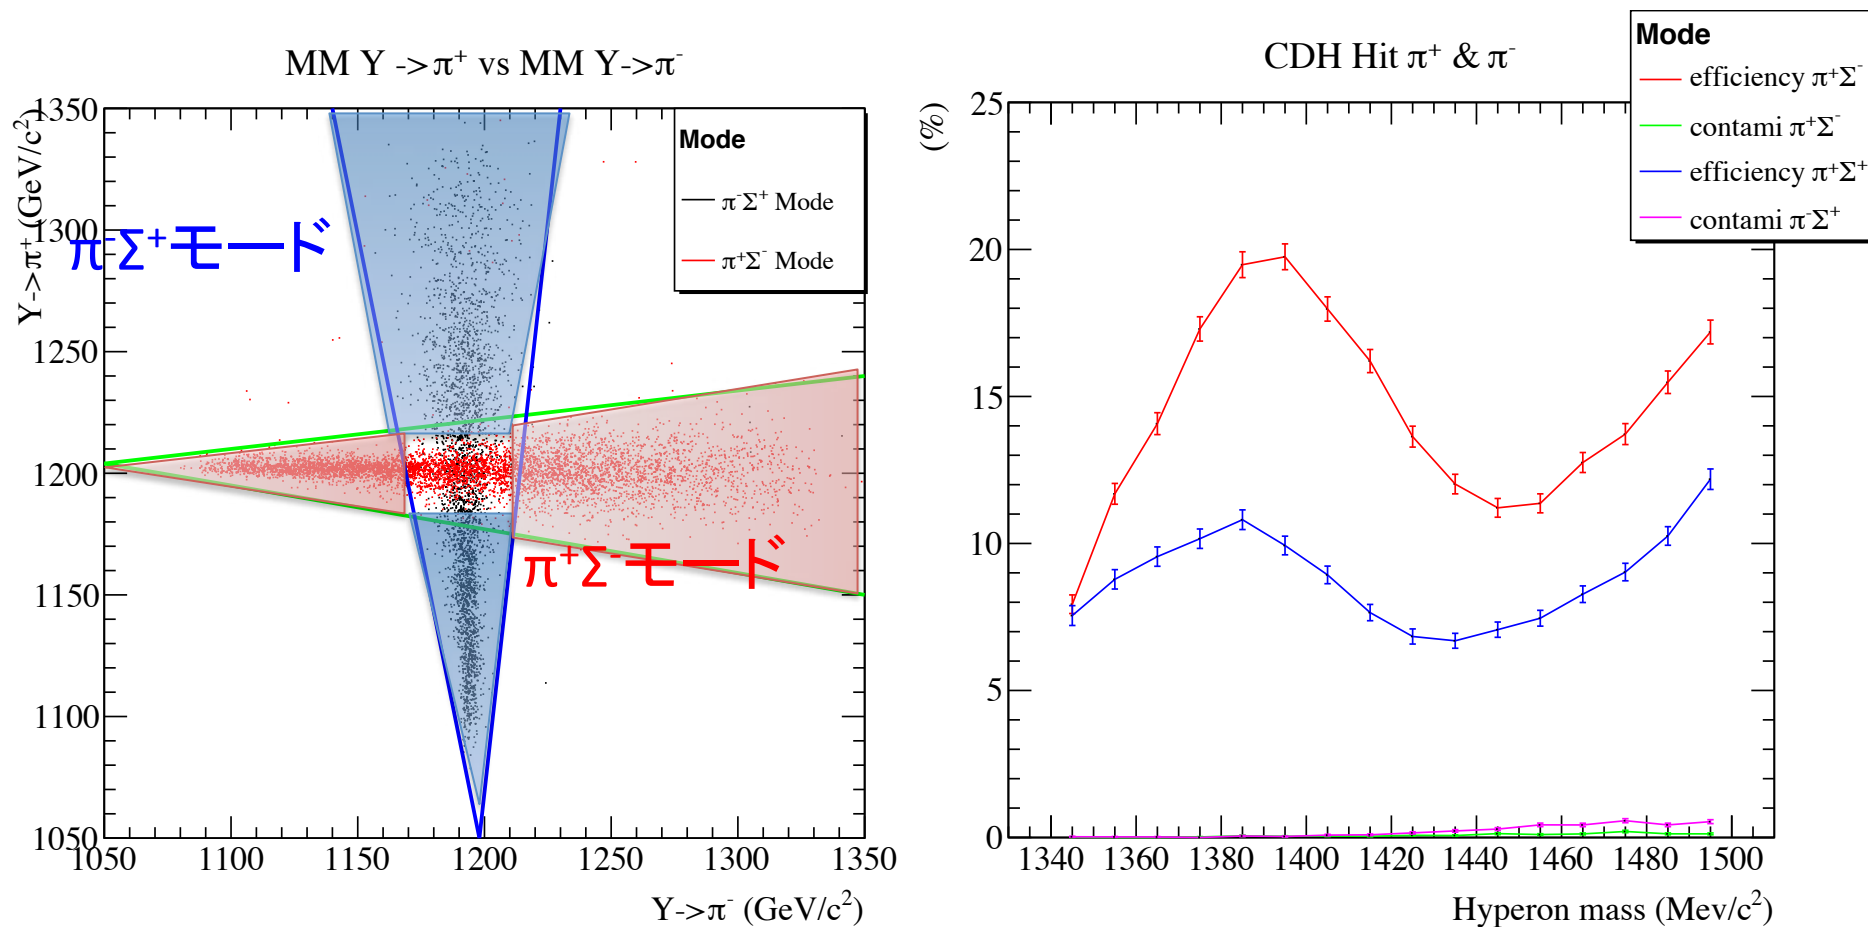 MM Y ->π⁺ vs MM Y->π⁻
Y->π⁺ (GeV/c²)
1350
1300
1250
1200
1150
1100
1050
Mode
π⁻Σ⁺ Mode
π⁺Σ⁻ Mode
π⁻Σ⁺モード
π⁺Σ⁻モード
1050 1100 1150 1200 1250 1300 1350
Y->π⁻ (GeV/c²)
CDH Hit π⁺ & π⁻
(%)
25
20
15
10
5
0
Mode
efficiency π⁺Σ⁻
contami π⁺Σ⁻
efficiency π⁺Σ⁺
contami π⁻Σ⁺
1340 1360 1380 1400 1420 1440 1460 1480 1500
Hyperon mass (Mev/c²)